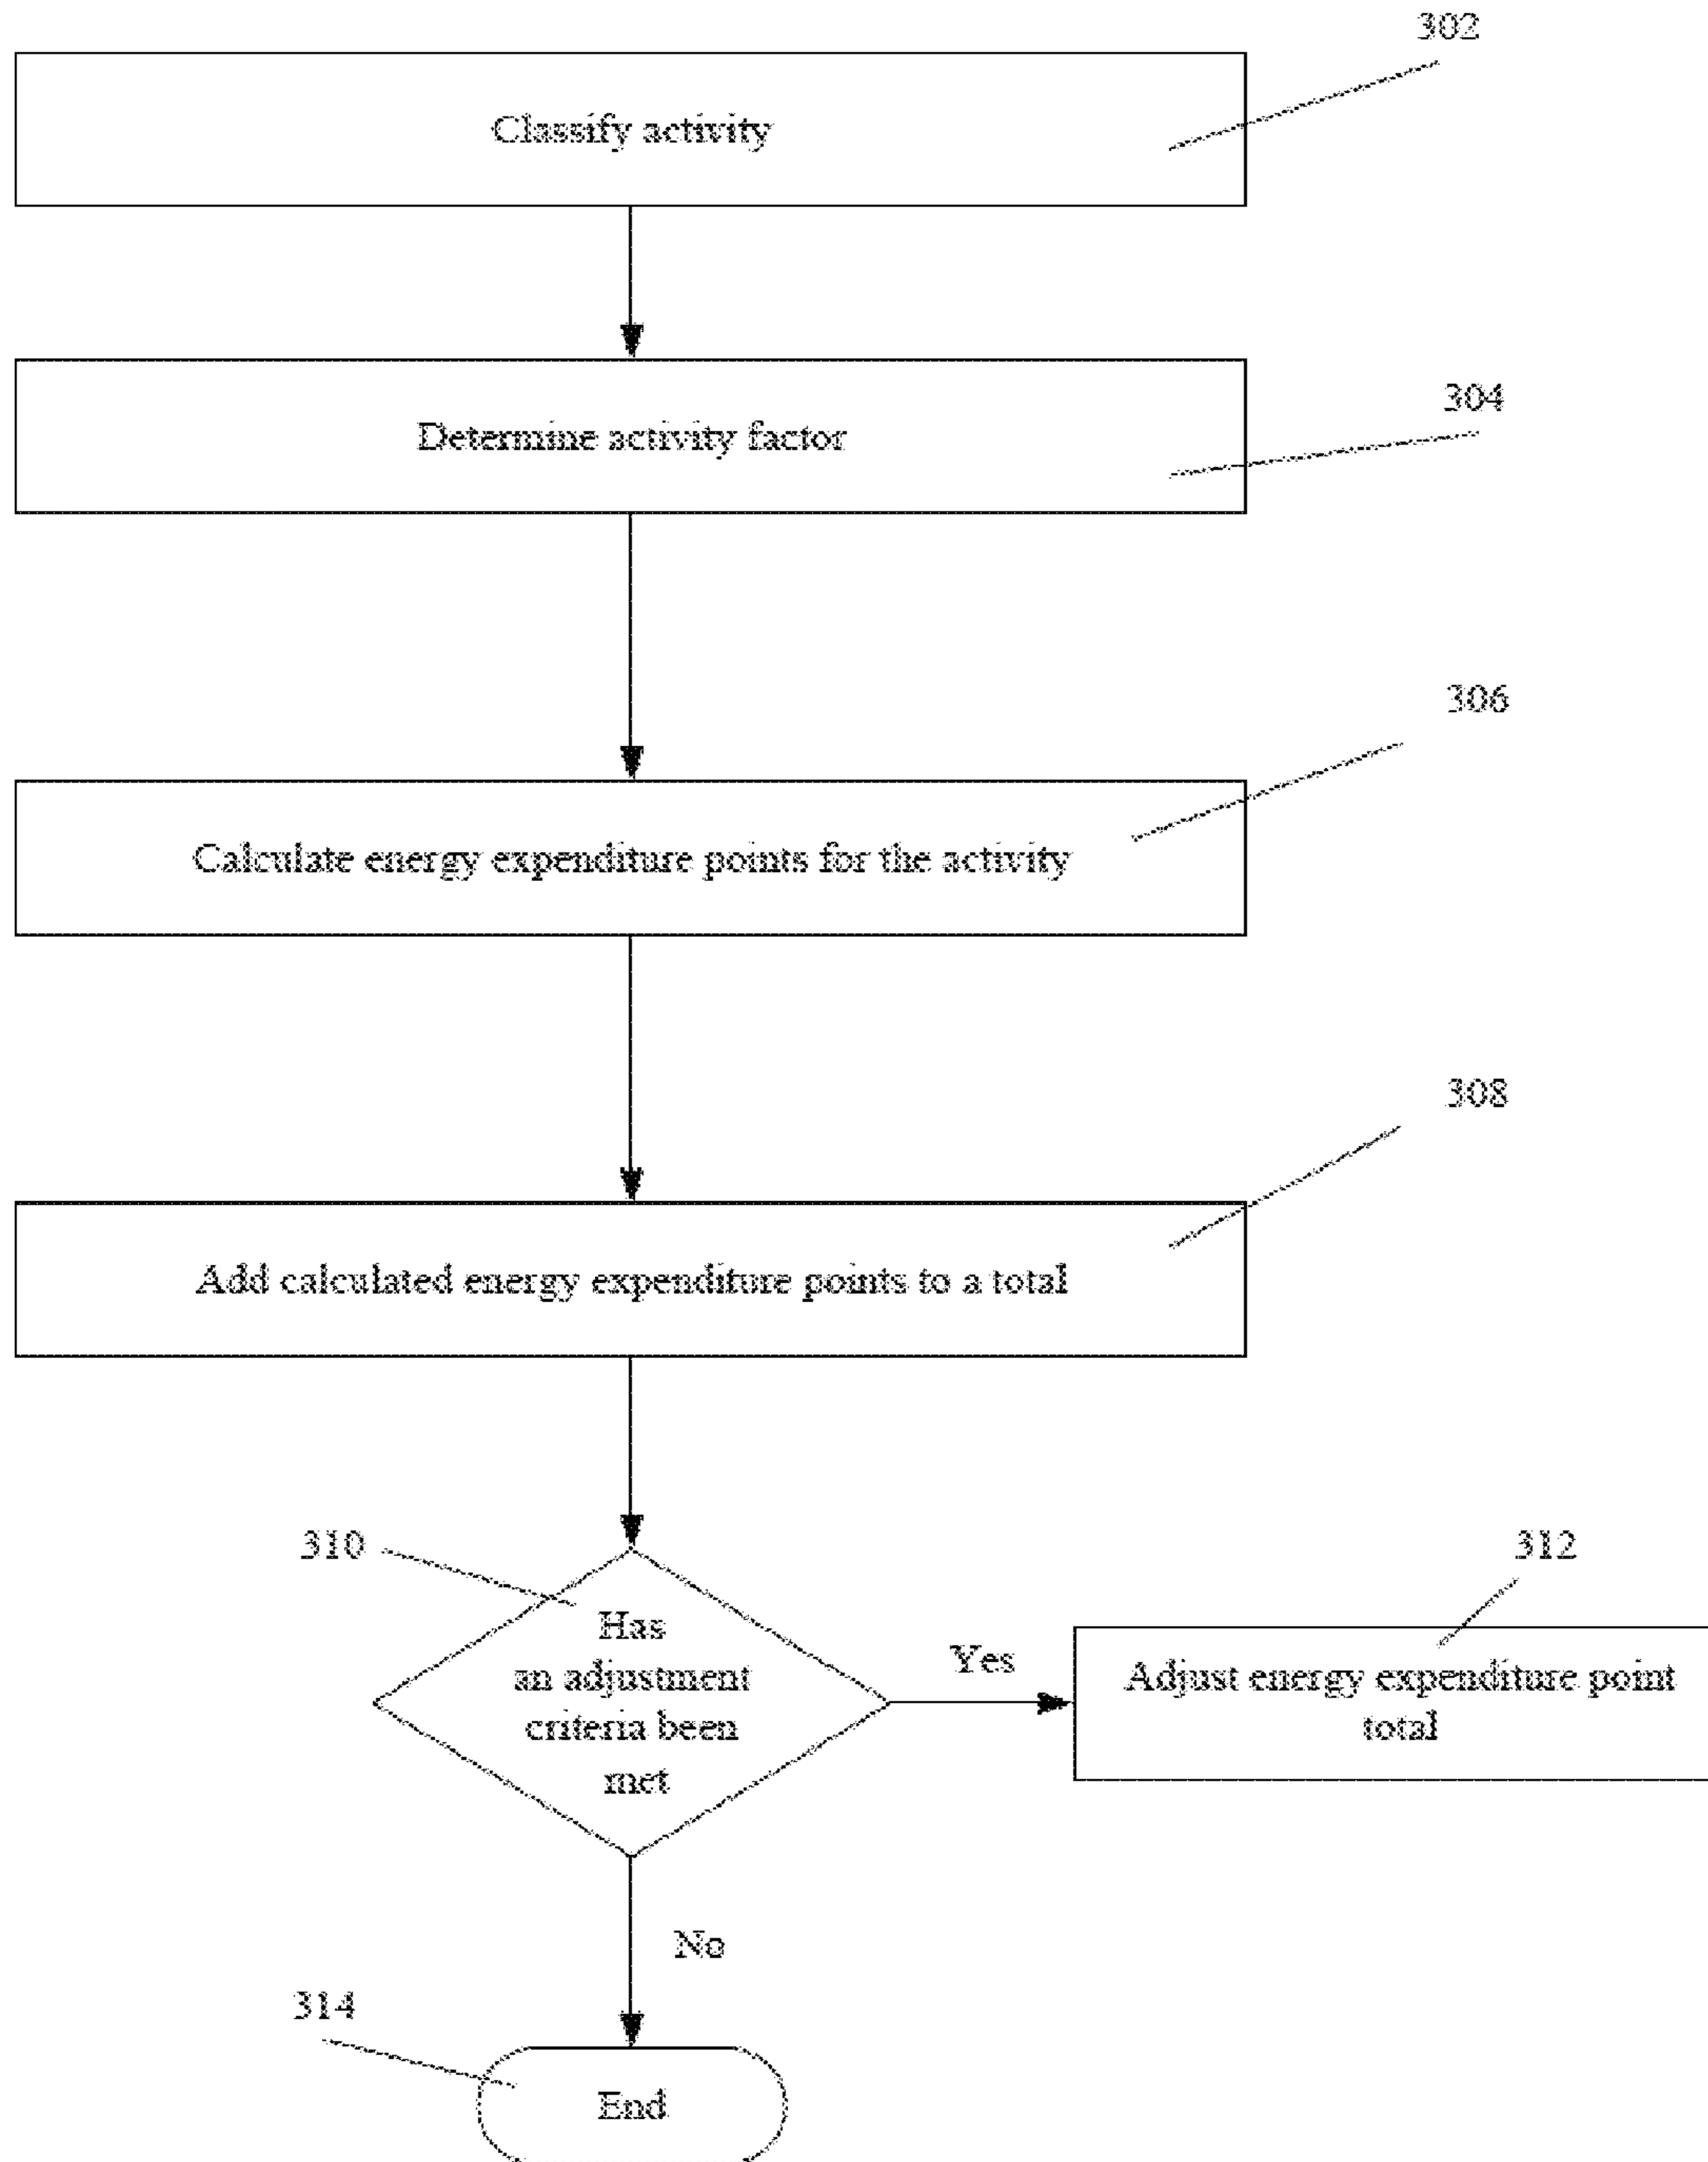 302
Classify activity
304
Determine activity factor
306
Calculate energy expenditure points for the activity
308
Add calculated energy expenditure points to a total
310
Has
an adjustment
criteria been
met
Yes
312
Adjust energy expenditure point
total
No
314
End